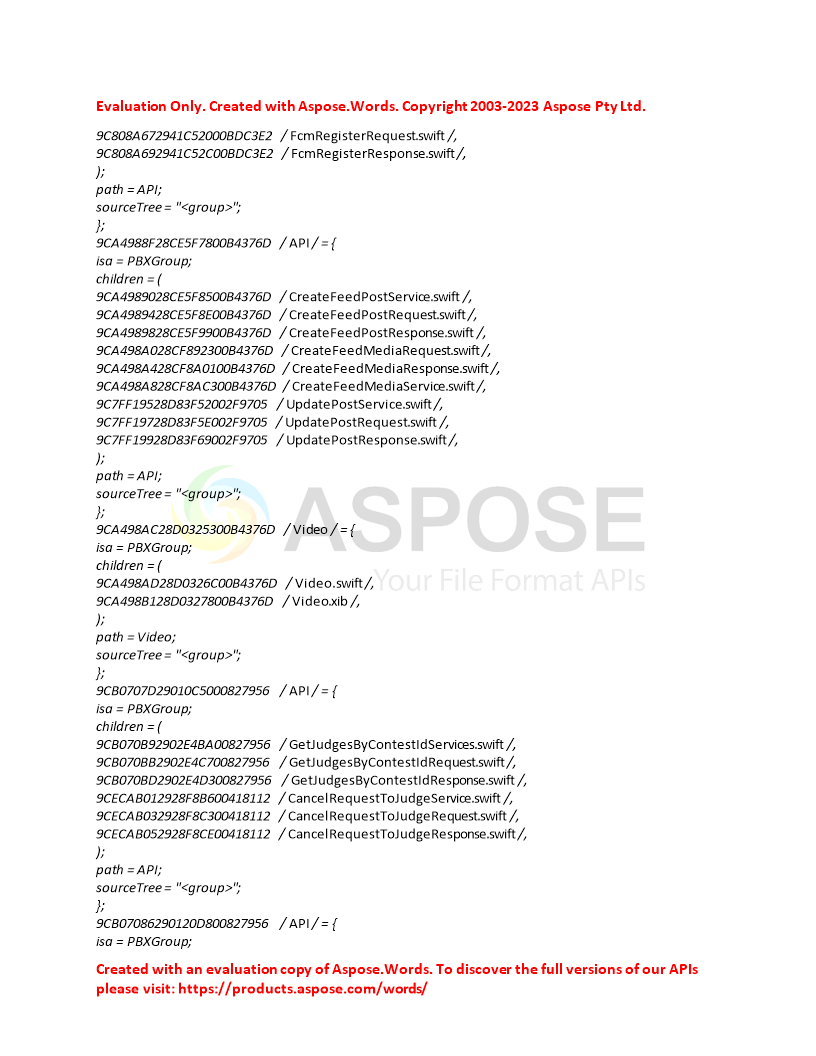 Evaluation Only. Created with Aspose.Words. Copyright 2003-2023 Aspose Pty Ltd.
9C808A672941C52000BDC3E2 / FcmRegisterRequest.swift /,
9C808A692941C52C00BDC3E2 / FcmRegisterResponse.swift /,
);
path = API;
sourceTree = "<group>";
};
9CA4988F28CE5F7800B4376D / API / = {
isa = PBXGroup;
children = (
9CA4989028CE5F8500B4376D / CreateFeedPostService.swift /,
9CA4989428CE5F8E00B4376D / CreateFeedPostRequest.swift /,
9CA4989828CE5F9900B4376D / CreateFeedPostResponse.swift /,
9CA498A028CF892300B4376D / CreateFeedMediaRequest.swift /,
9CA498A428CF8A0100B4376D / CreateFeedMediaResponse.swift /,
9CA498A828CF8AC300B4376D / CreateFeedMediaService.swift /,
9C7FF19528D83F52002F9705 / UpdatePostService.swift /,
9C7FF19728D83F5E002F9705 / UpdatePostRequest.swift /,
9C7FF19928D83F69002F9705 / UpdatePostResponse.swift /,
);
path = API;
sourceTree = "<group>";
};
9CA498AC28D0325300B4376D / Video / = {
isa = PBXGroup;
children = (
9CA498AD28D0326C00B4376D / Video.swift /,
9CA498B128D0327800B4376D / Video.xib /,
);
path = Video;
sourceTree = "<group>";
};
9CB0707D29010C5000827956 / API / = {
isa = PBXGroup;
children = (
9CB070B92902E4BA00827956 / GetJudgesByContestIdServices.swift /,
9CB070BB2902E4C700827956 / GetJudgesByContestIdRequest.swift /,
9CB070BD2902E4D300827956 / GetJudgesByContestIdResponse.swift /,
9CECAB012928F8B600418112 / CancelRequestToJudgeService.swift /,
9CECAB032928F8C300418112 / CancelRequestToJudgeRequest.swift /,
9CECAB052928F8CE00418112 / CancelRequestToJudgeResponse.swift /,
);
path = API;
sourceTree = "<group>";
};
9CB07086290120D800827956 / API / = {
isa = PBXGroup;
ASPOSE
Your File Format APIs
Created with an evaluation copy of Aspose.Words. To discover the full versions of our APIs
please visit: https://products.aspose.com/words/